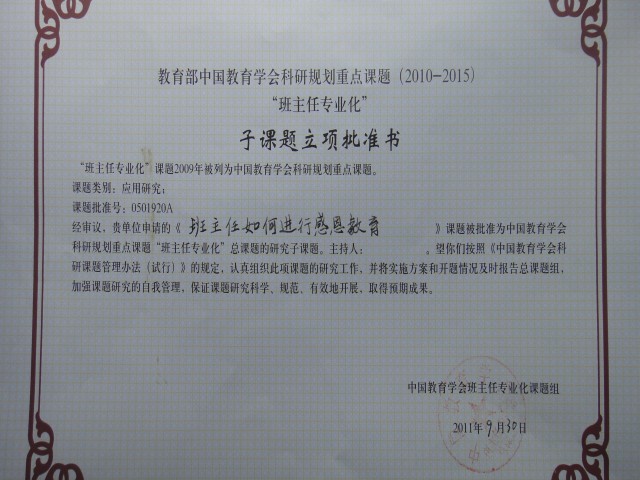 教育部中国教育学会科研规划重点课题（2010-2015）
“班主任专业化”
子课题立项批准书
“班主任专业化”课题2009年被列为中国教育学会科研规划重点课题。
课题类别：应用研究；
课题批准号：0501920A
经审议，贵单位申请的《班主任如何进行感恩教育》课题被批准为中国教育学会
科研规划重点课题“班主任专业化”总课题的研究子课题。主持人：。望你们按照《中国教育学会科
研课题管理办法（试行）》的规定，认真组织此项课题的研究工作，并将实施方案和开题情况及时报告总课题组，
加强课题研究的自我管理，保证课题研究科学、规范、有效地开展，取得预期成果。
中国教育学会班主任专业化课题组
2011年9月30日